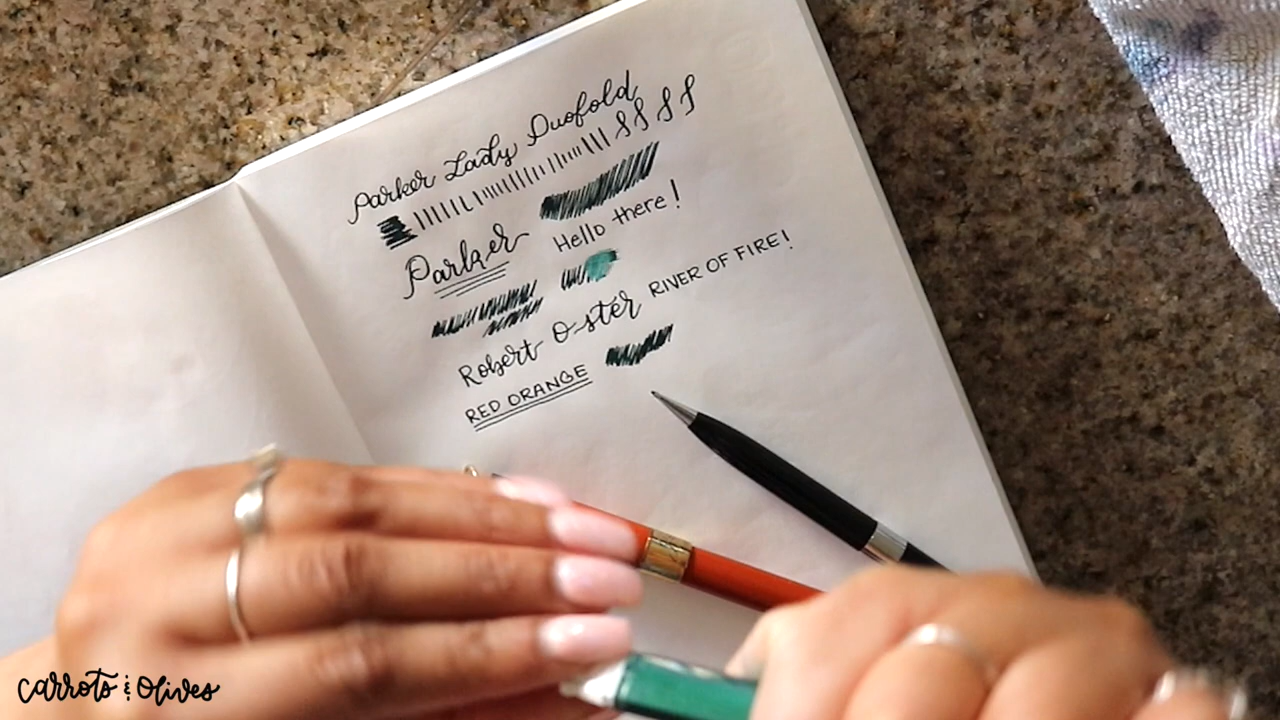 Parker Lady Duofold
Parker Hello there!
Robert Oster RIVER OF FIRE!
RED ORANGE
Carrots & Olives